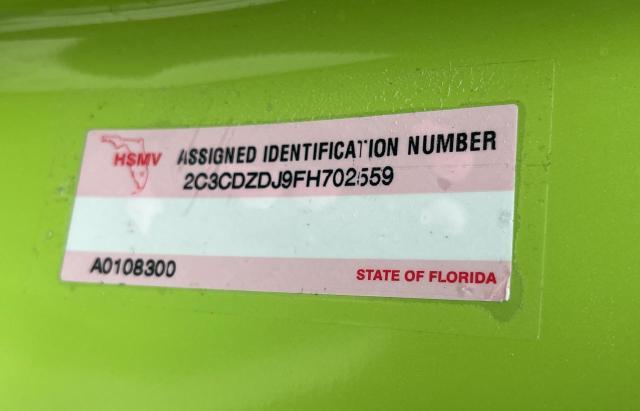 HSMV ASSIGNED IDENTIFICATION NUMBER
2C3CDZDJ9FH702559
A0108300 STATE OF FLORIDA